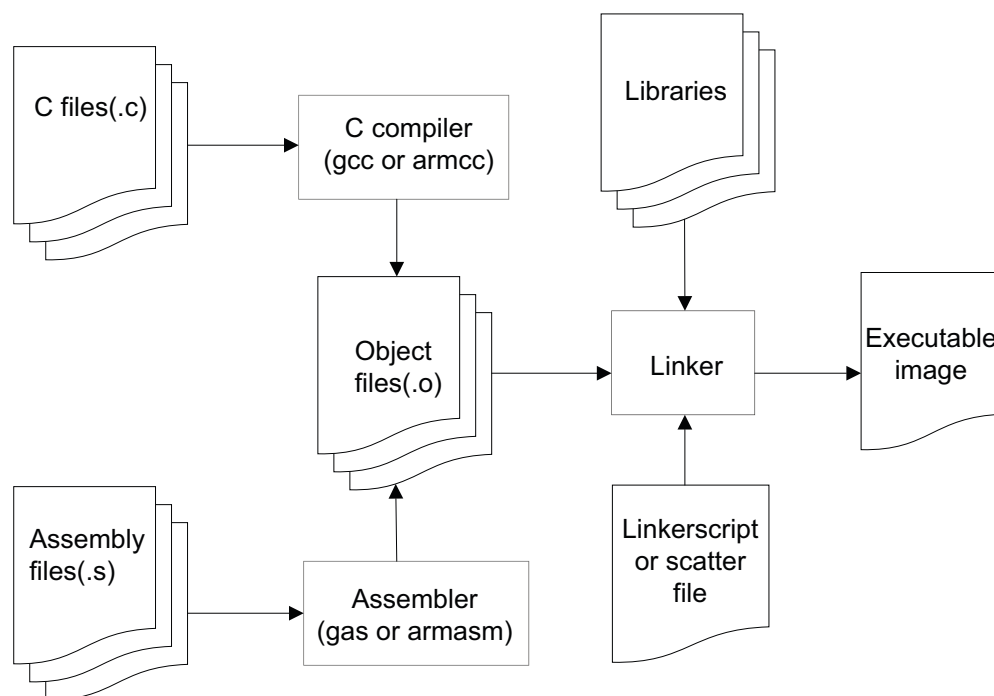 C files(.c)
C compiler
(gcc or armcc)
Libraries
Object
files(.o)
Linker
Executable
image
Assembly
files(.s)
Assembler
(gas or armasm)
Linkerscript
or scatter
file